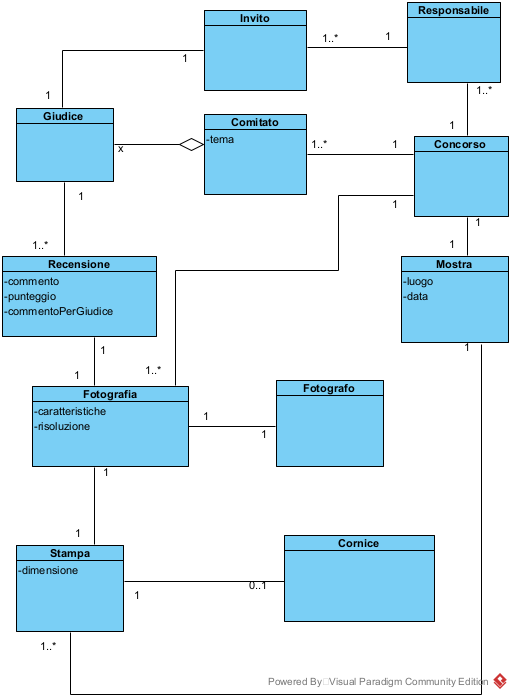 Invito
Responsabile
1..*
1
1
1
1..*
Giudice
Comitato
-tema
x
1..*
1
1
Concorso
1
1
1
1
1..*
Recensione
-commento
-punteggio
-commentoPerGiudice
Mostra
-luogo
-data
1
1
1
1..*
Fotografia
-caratteristiche
-risoluzione
Fotografo
1
1
1
1
Stampa
-dimensione
Cornice
1
0..1
1..*
Powered By Visual Paradigm Community Edition